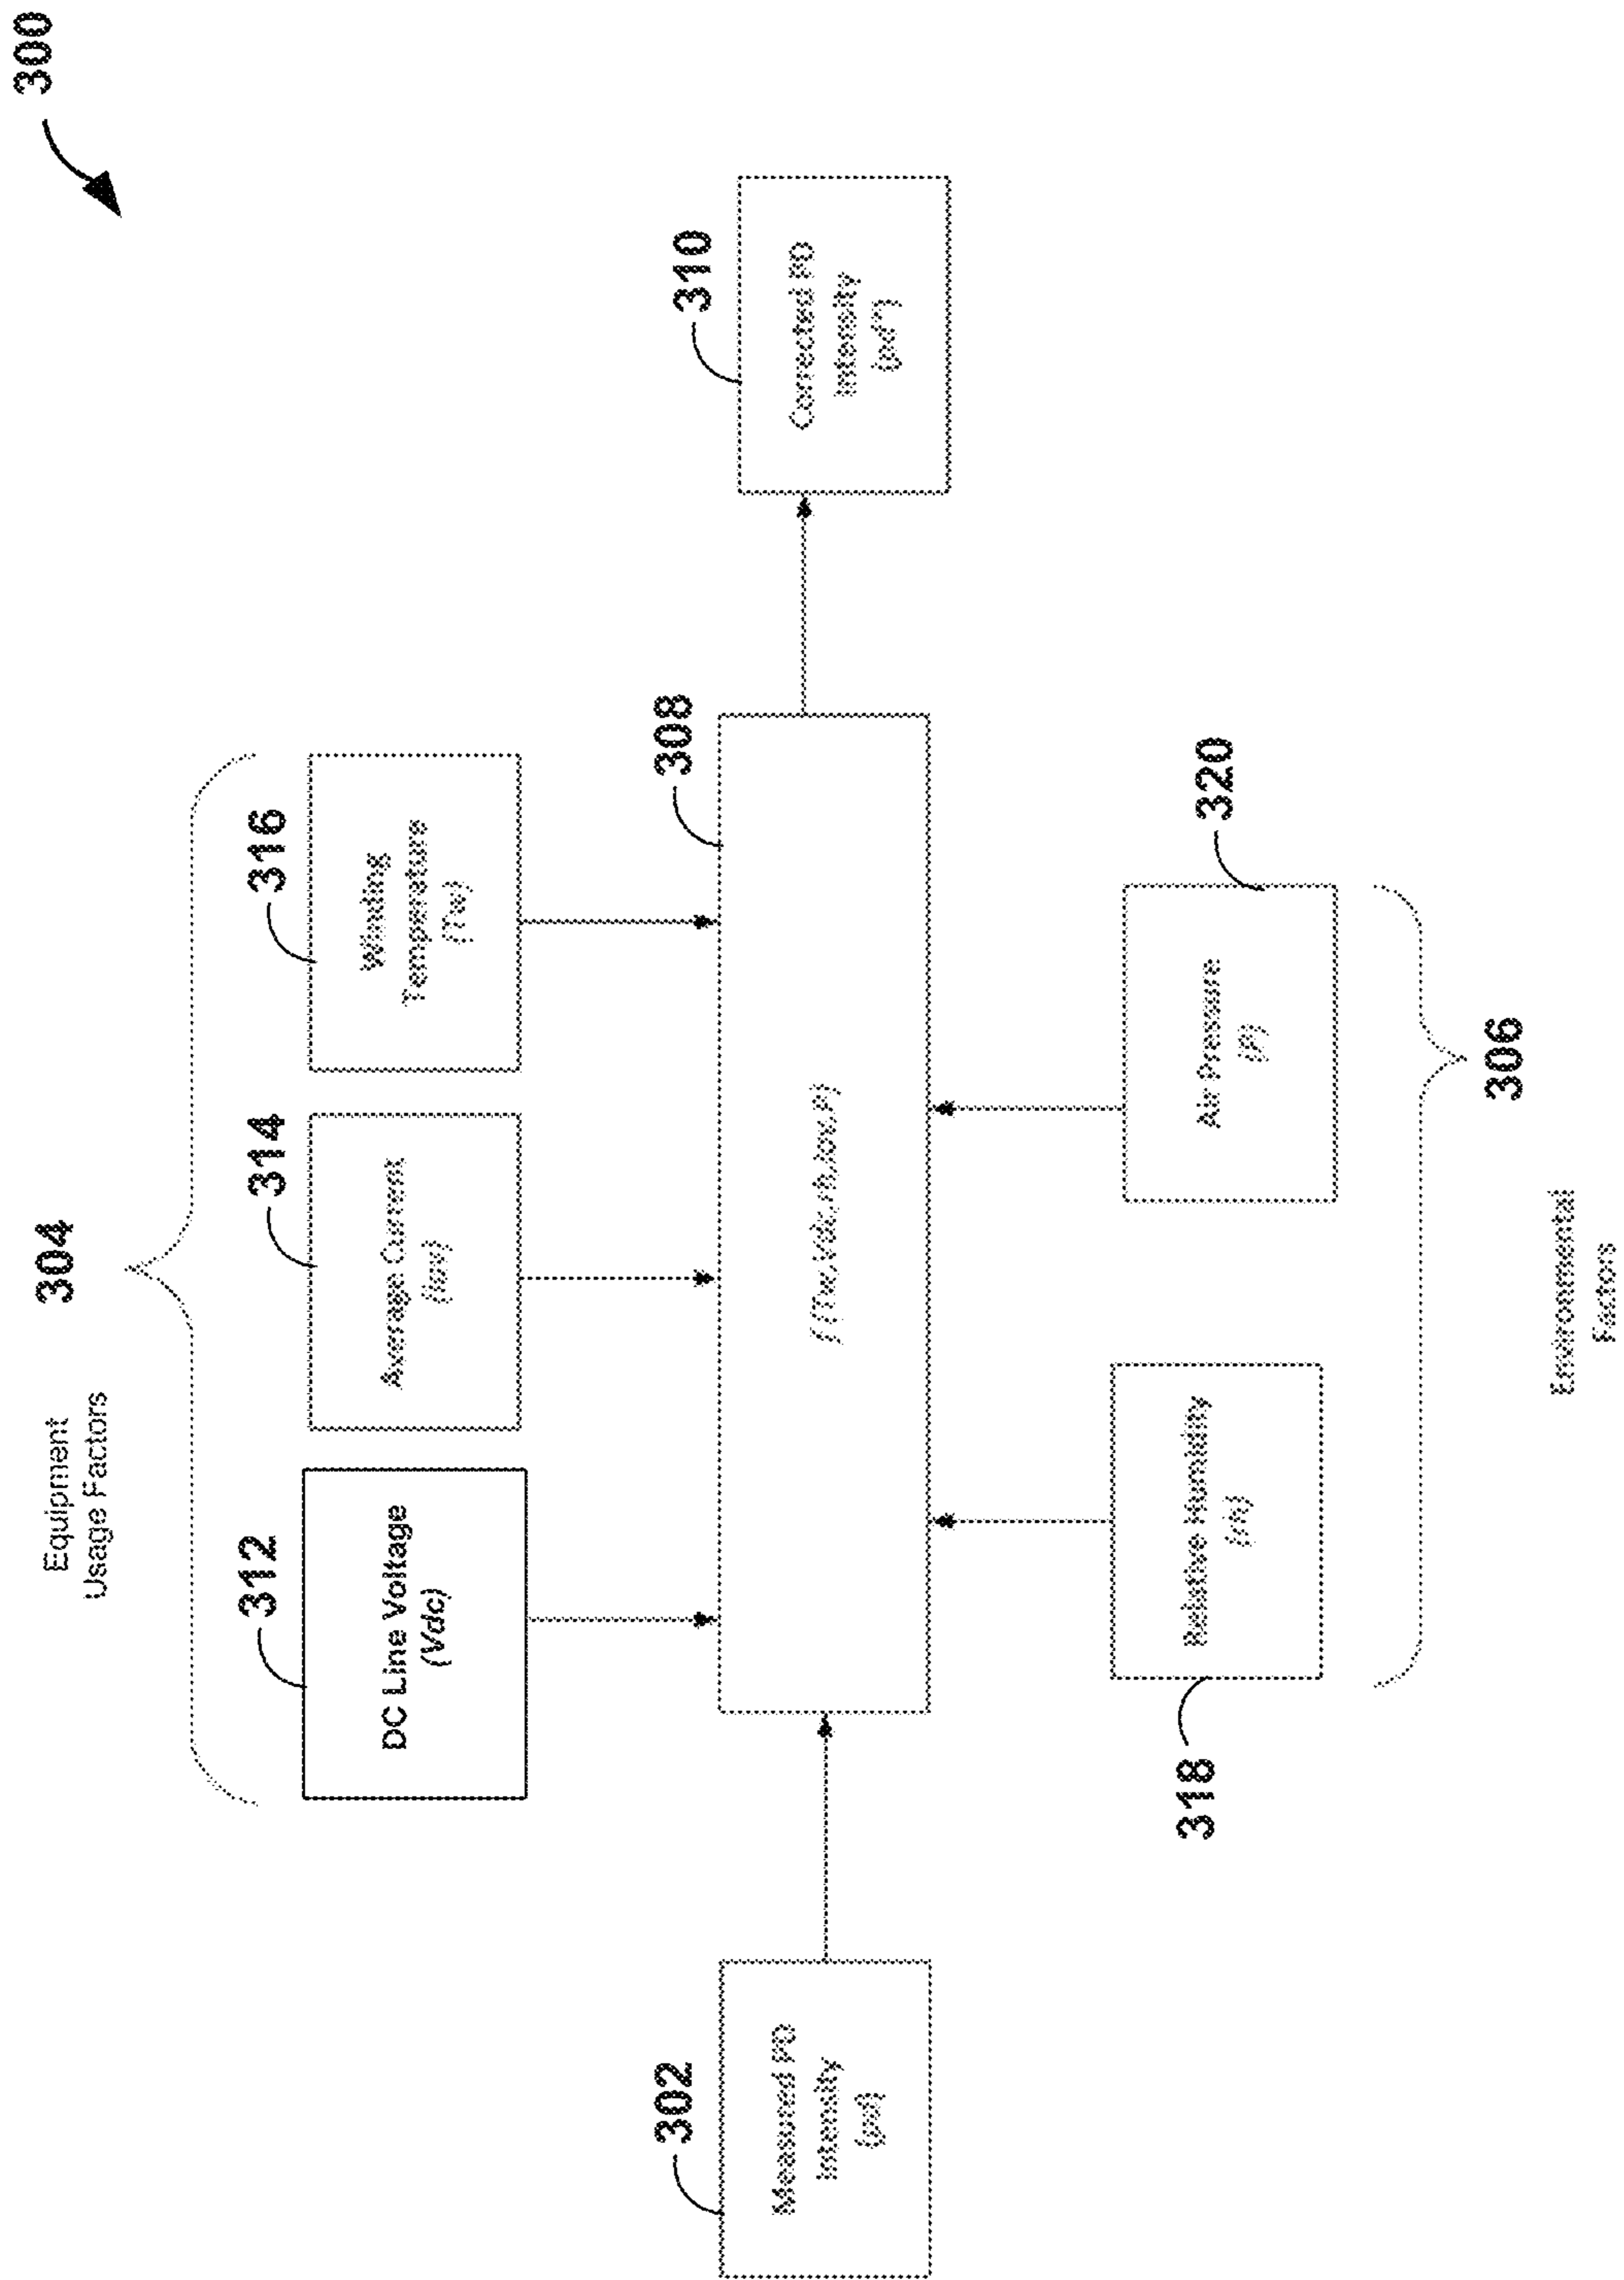 300
304
Equipment
Usage Factors
312
DC Line Voltage
(Vdc)
314
Average Current
(Iav)
316
Winding
Temperature
(Tw)
302
Measured PD
Intensity
(pd)
308
f (Tw,Vdc,rh,Iav,P)
310
Corrected PD
Intensity
318
Relative Humidity
(rh)
320
Air Pressure
(P)
306
Environmental
Factors